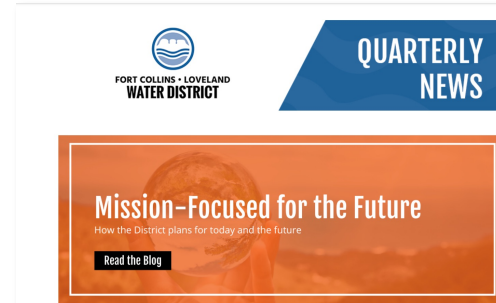 FORT COLLINS • LOVELAND
WATER DISTRICT
QUARTERLY
NEWS
Mission-Focused for the Future
How the District plans for today and the future
Read the Blog